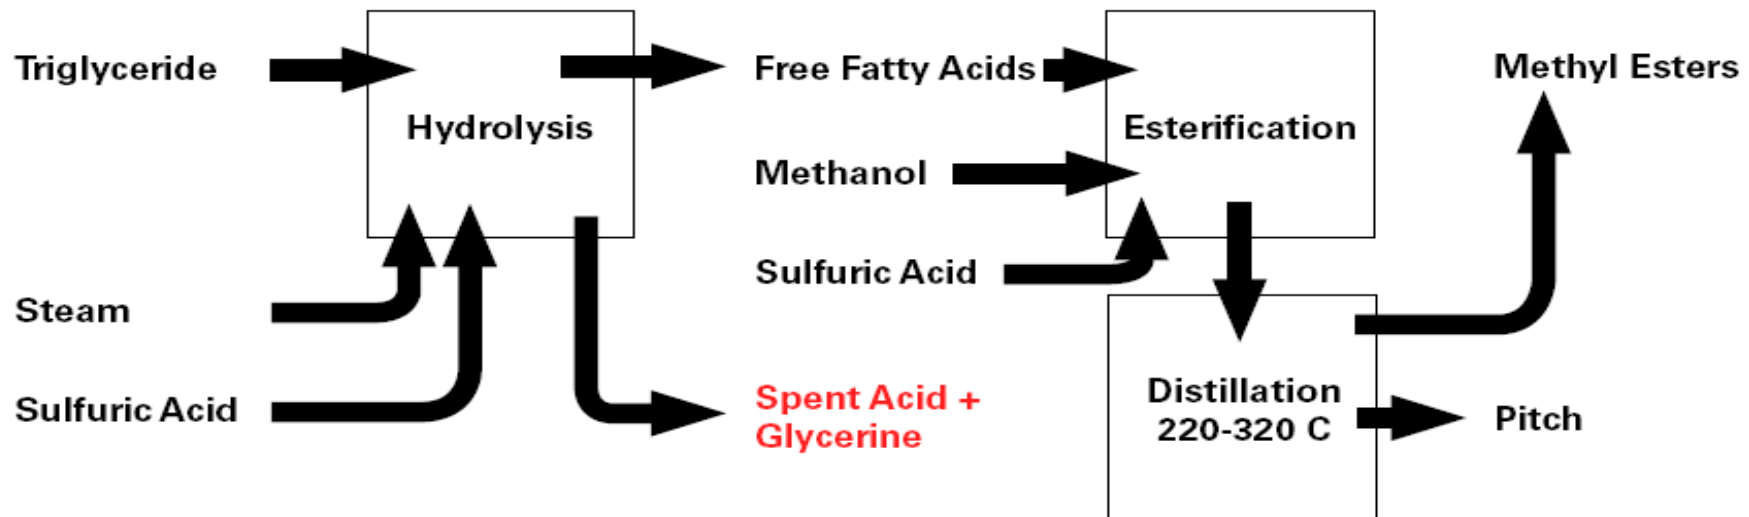 Triglyceride
Hydrolysis
Steam
Sulfuric Acid
Free Fatty Acids
Methanol
Sulfuric Acid
Spent Acid +
Glycerine
Esterification
Distillation
220-320 C
Methyl Esters
Pitch